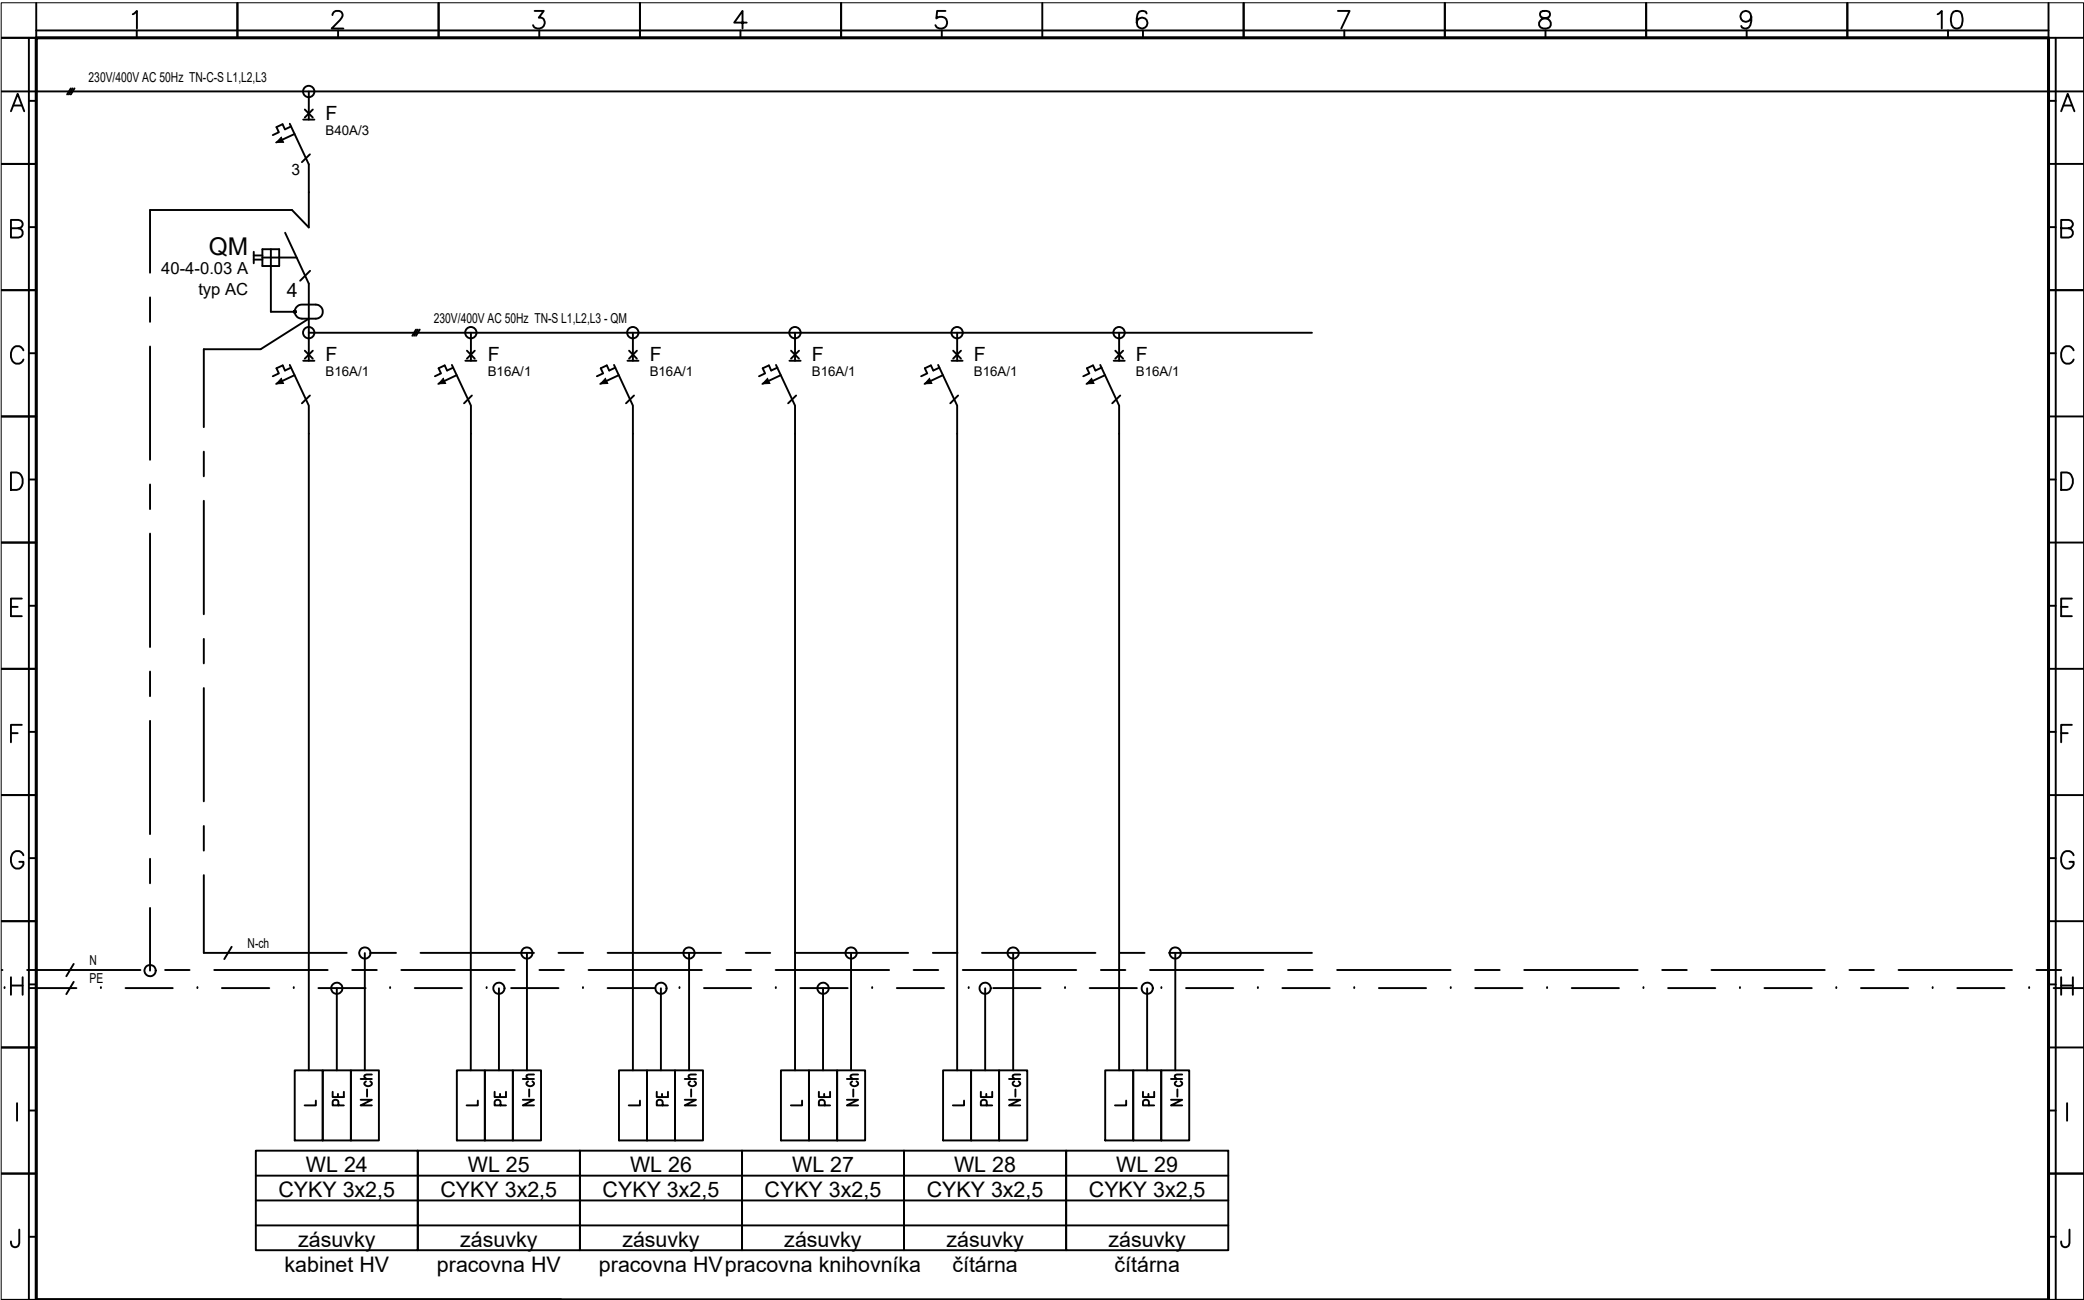 1 2 3 4 5 6 7 8 9 10
230V/400V AC 50Hz TN-C-S L1,L2,L3
A A
F
B40A/3
3
B B
QM
40-4-0.03 A
typ AC
4
230V/400V AC 50Hz TN-S L1,L2,L3 - QM
C C
F F F F F F
B16A/1 B16A/1 B16A/1 B16A/1 B16A/1 B16A/1
D D
E E
F F
G G
N-ch
N
PE
H H
L PE N-ch L PE N-ch L PE N-ch L PE N-ch L PE N-ch L PE N-ch
I I
WL 24 WL 25 WL 26 WL 27 WL 28 WL 29
CYKY 3x2,5 CYKY 3x2,5 CYKY 3x2,5 CYKY 3x2,5 CYKY 3x2,5 CYKY 3x2,5
J J
zásuvky zásuvky zásuvky zásuvky zásuvky zásuvky
kabinet HV pracovna HV pracovna HV pracovna knihovníka čítárna čítárna